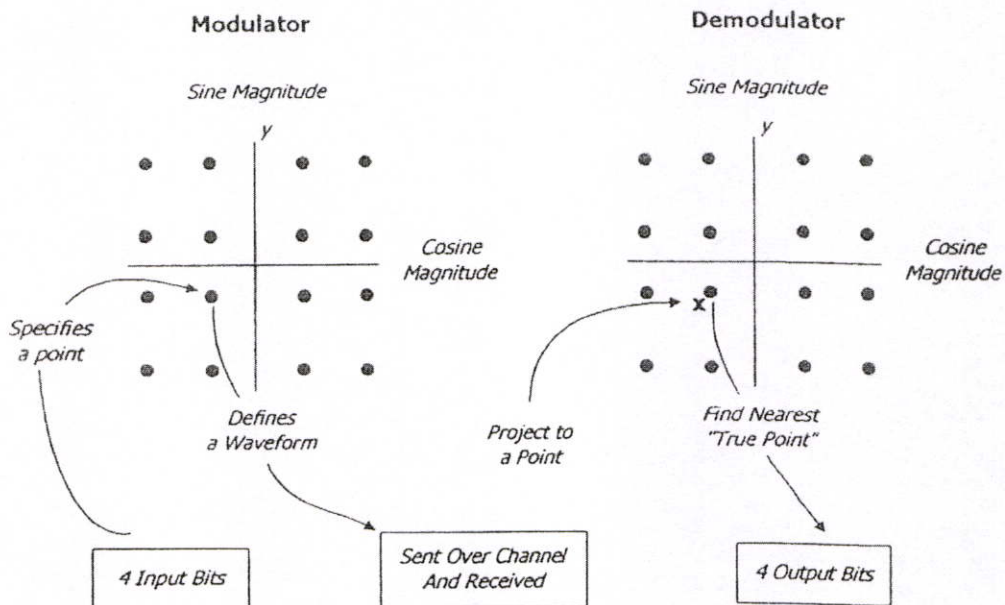 Modulator
Sine Magnitude
y
Cosine
Magnitude
Specifies
a point
Defines
a Waveform
4 Input Bits
Sent Over Channel
And Received
Demodulator
Sine Magnitude
y
Cosine
Magnitude
x
Project to
a Point
Find Nearest
"True Point"
4 Output Bits